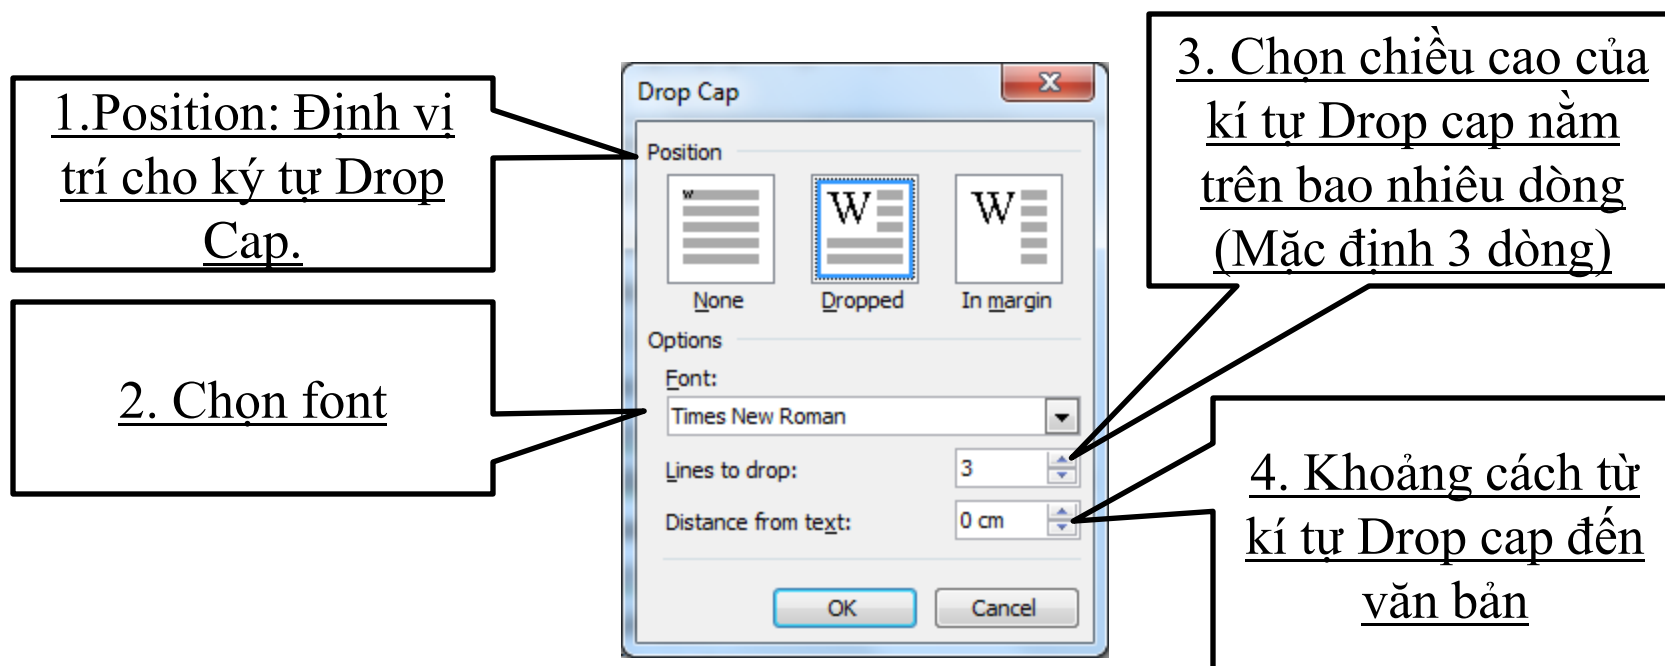 1.Position: Định vị
trí cho ký tự Drop
Cap.
2. Chọn font
Drop Cap
Position
W
W
W
None
Dropped
In margin
Options
Font:
Times New Roman
Lines to drop:
3
Distance from text:
0 cm
OK
Cancel
3. Chọn chiều cao của
kí tự Drop cap nằm
trên bao nhiêu dòng
(Mặc định 3 dòng)
4. Khoảng cách từ
kí tự Drop cap đến
văn bản